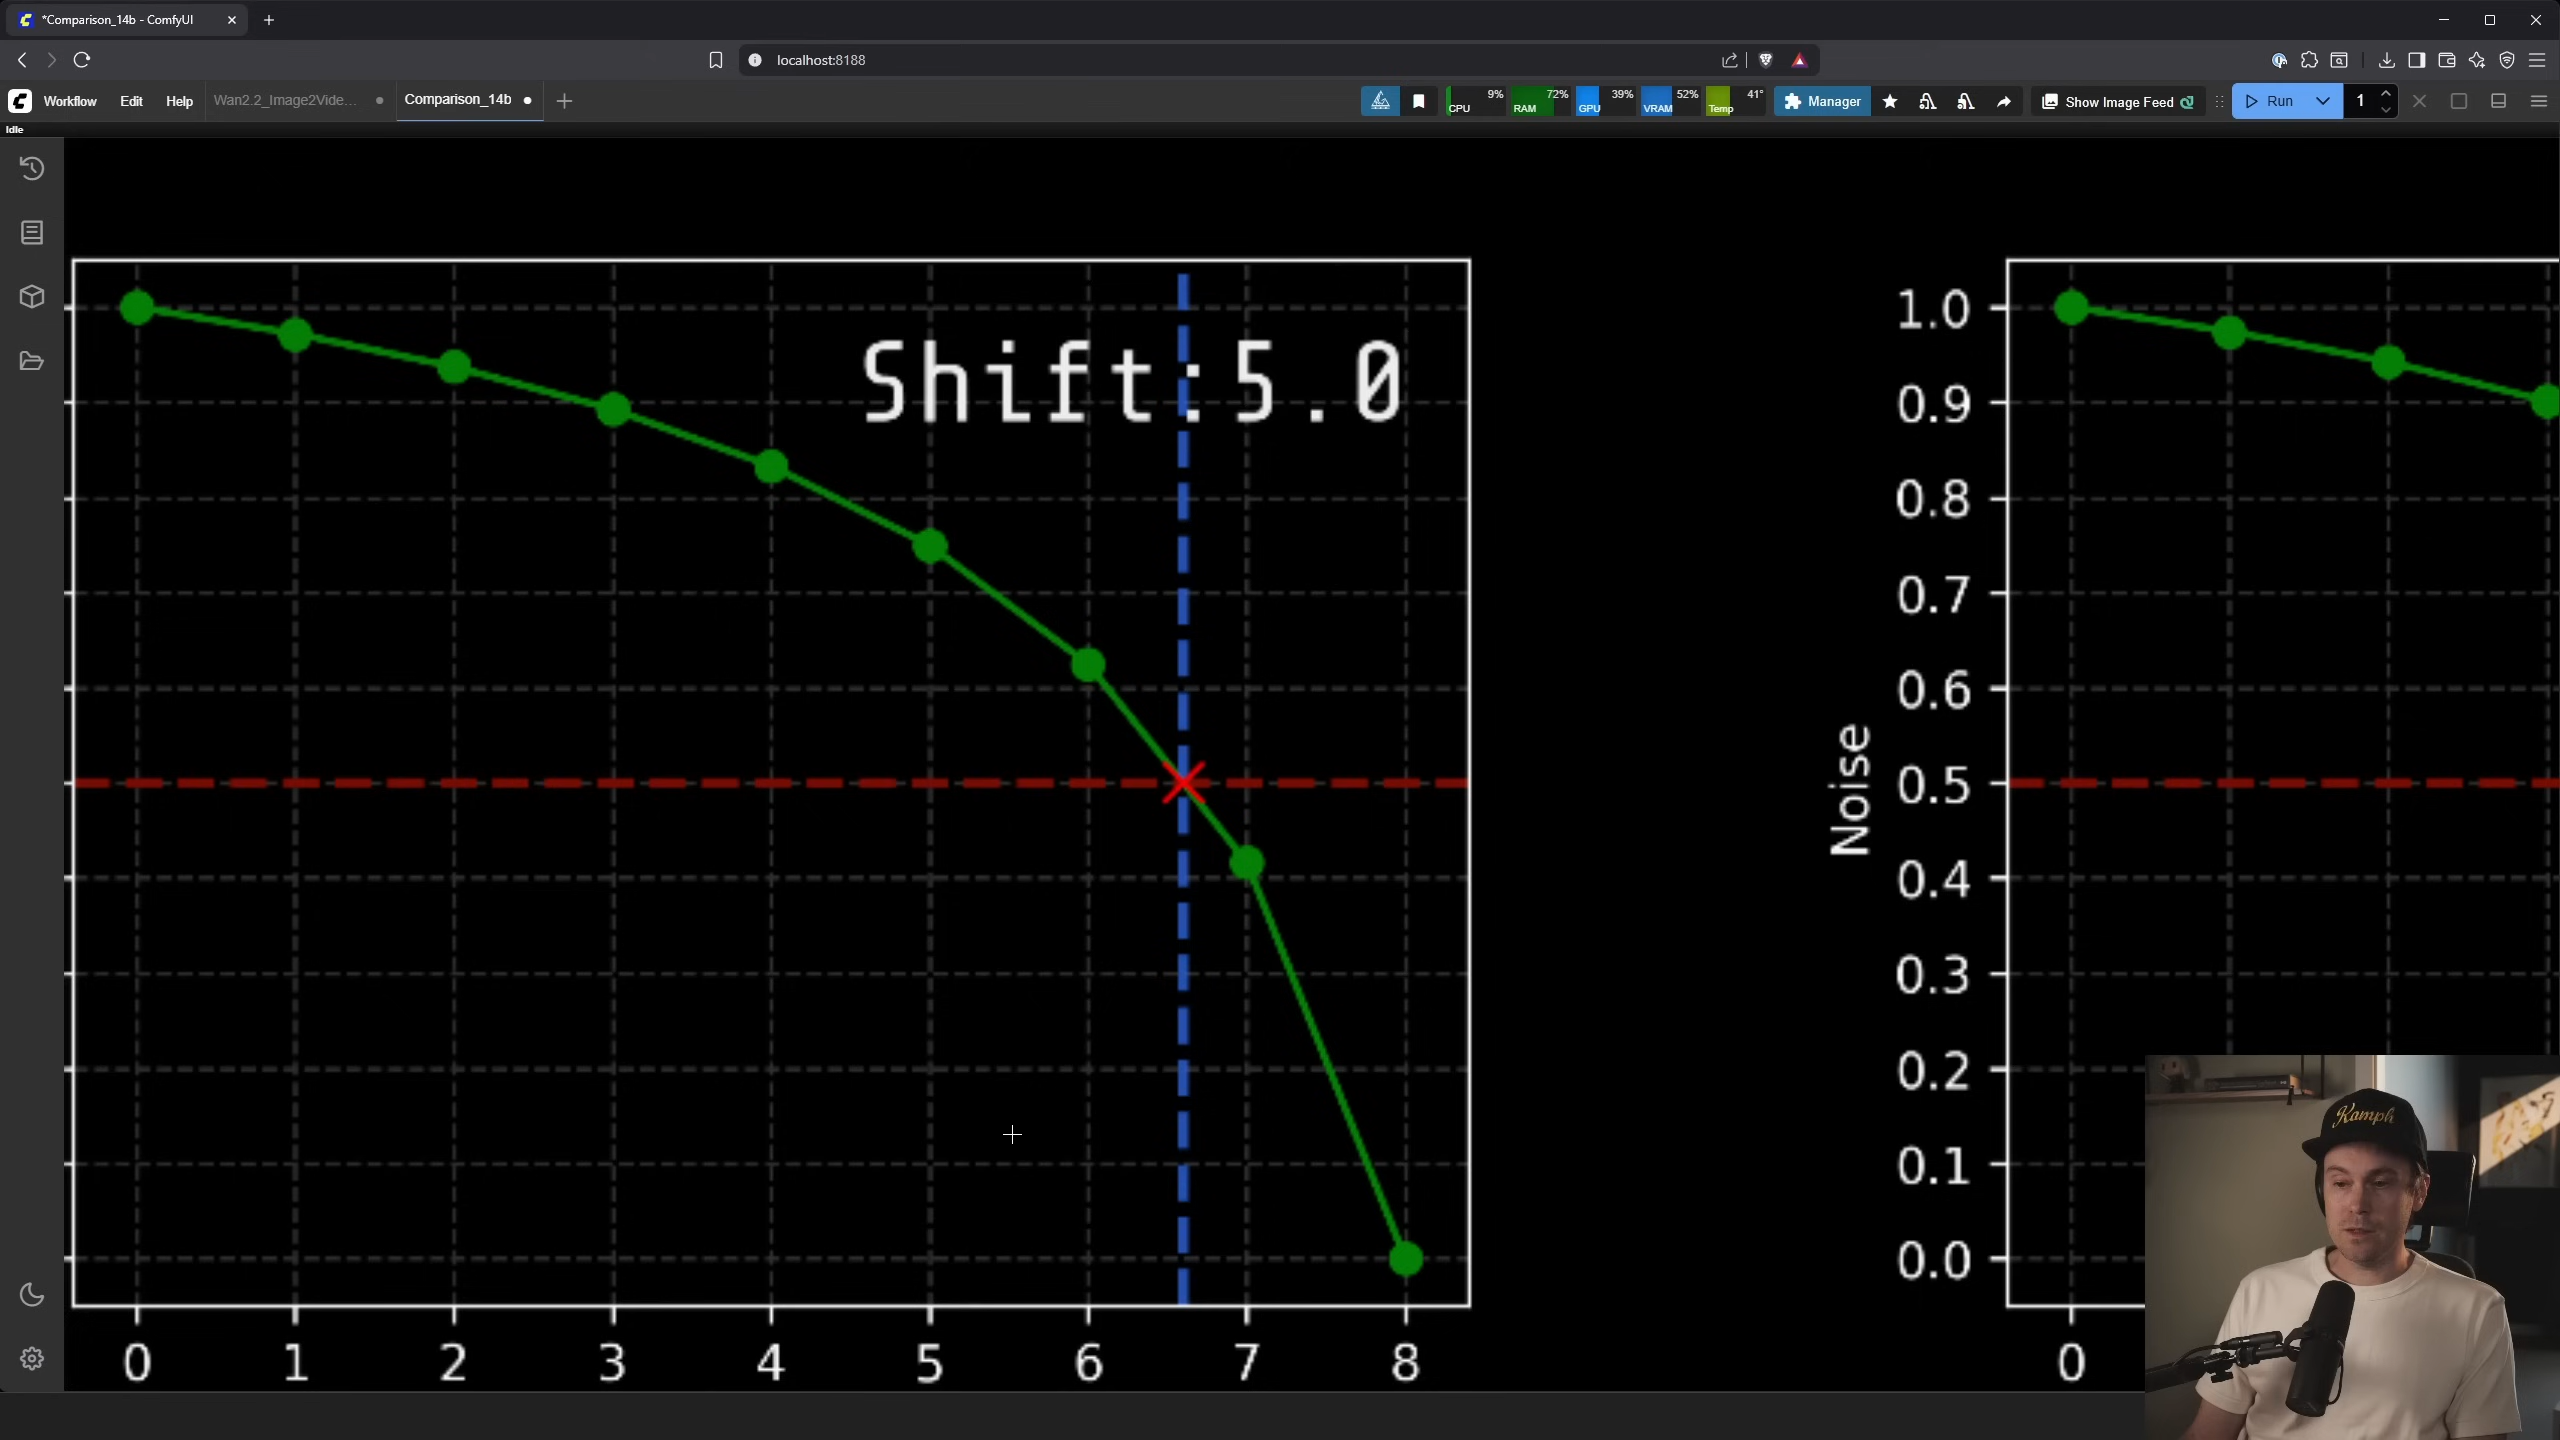 *Comparison_14b - ComfyUI
localhost:8188
Workflow Edit Help Wan2.2_Image2Vide... Comparison_14b
CPU 9% RAM 72% GPU 39% VRAM 52% Temp 41° Manager Show Image Feed Run 1
Idle
Shift:5.0
0 1 2 3 4 5 6 7 8
Noise
1.0
0.9
0.8
0.7
0.6
0.5
0.4
0.3
0.2
0.1
0.0
0
Kamph